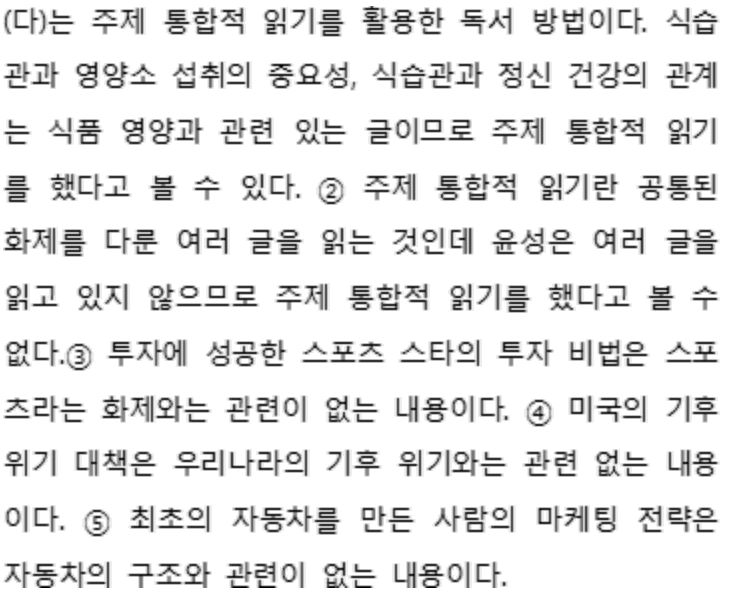 (다)는 주제 통합적 읽기를 활용한 독서 방법이다. 식습
관과 영양소 섭취의 중요성, 식습관과 정신 건강의 관계
는 식품 영양과 관련 있는 글이므로 주제 통합적 읽기
를 했다고 볼 수 있다. ② 주제 통합적 읽기란 공통된
화제를 다룬 여러 글을 읽는 것인데 윤성은 여러 글을
읽고 있지 않으므로 주제 통합적 읽기를 했다고 볼 수
없다.③ 투자에 성공한 스포츠 스타의 투자 비법은 스포
츠라는 화제와는 관련이 없는 내용이다. ④ 미국의 기후
위기 대책은 우리나라의 기후 위기와는 관련 없는 내용
이다. ⑤ 최초의 자동차를 만든 사람의 마케팅 전략은
자동차의 구조와 관련이 없는 내용이다.